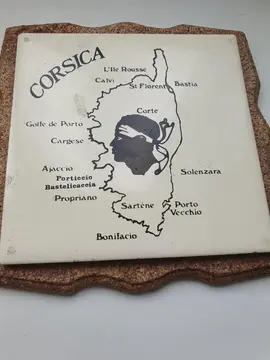 CORSICA
L'Ile Rousse
Calvi
St Florent
Bastia
Corte
Golfe de Porto
Cargese
Ajaccio
Solenzara
Porticcio
Bastelicaccia
Propriano
Sartène
Porto
Vecchio
Bonifacio